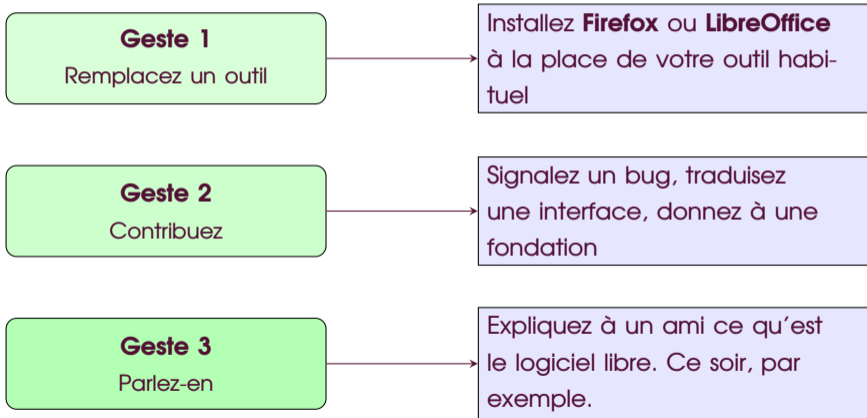 Geste 1
Remplacez un outil
Installez Firefox ou LibreOffice
à la place de votre outil habi-
tuel
Geste 2
Contribuez
Signalez un bug, traduisez
une interface, donnez à une
fondation
Geste 3
Parlez-en
Expliquez à un ami ce qu'est
le logiciel libre. Ce soir, par
exemple.